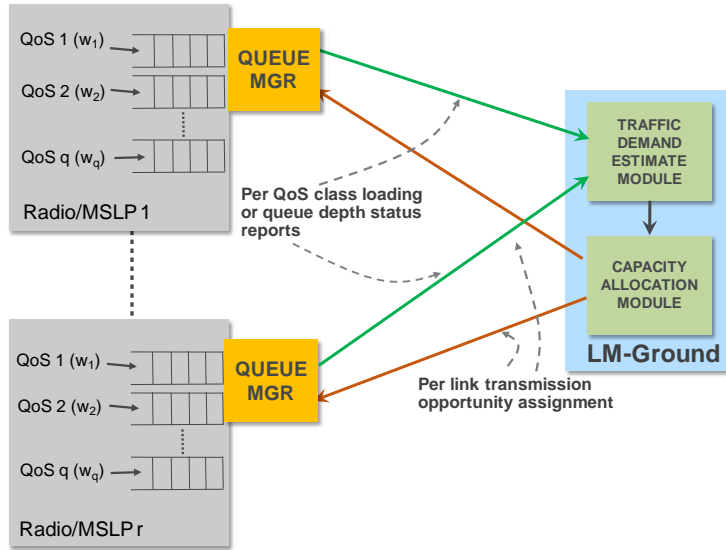 QoS 1 (w1)
QoS 2 (w2)
QoS q (wq)
Radio/MSLP 1
QUEUE
MGR
TRAFFIC
DEMAND
ESTIMATE
MODULE
Per QoS class loading
or queue depth status
reports
CAPACITY
ALLOCATION
MODULE
LM-Ground
QoS 1 (w1)
QoS 2 (w2)
QoS q (wq)
Radio/MSLP r
QUEUE
MGR
Per link transmission
opportunity assignment